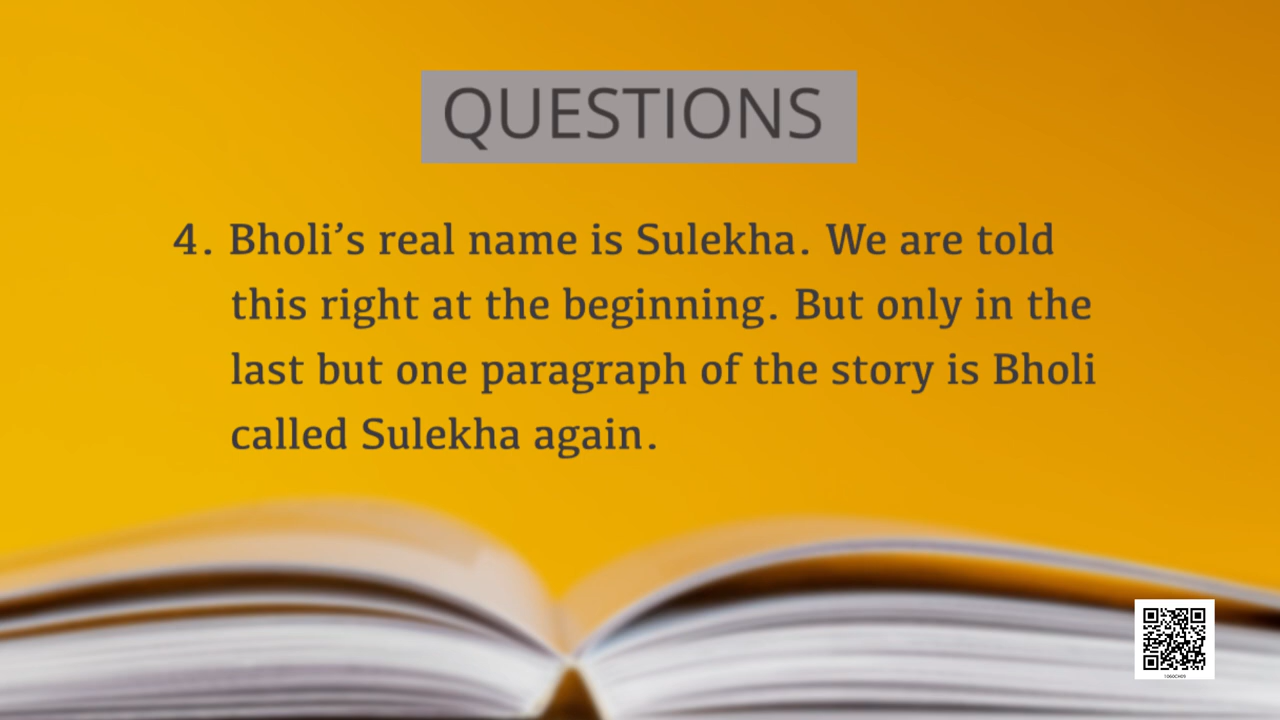 QUESTIONS
4. Bholi’s real name is Sulekha. We are told
this right at the beginning. But only in the
last but one paragraph of the story is Bholi
called Sulekha again.